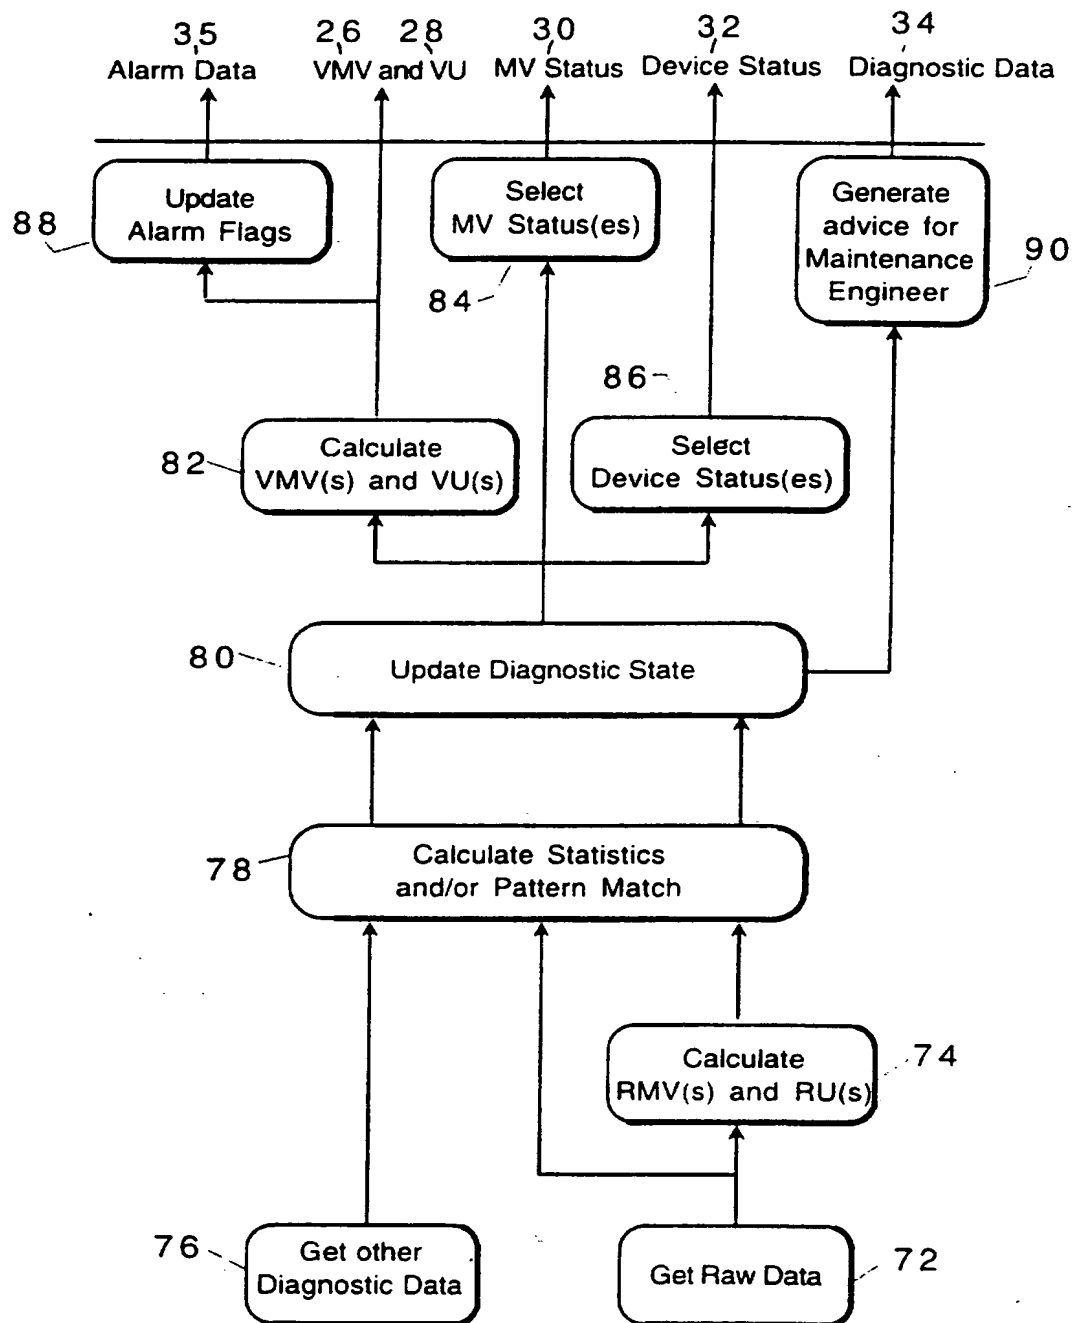 35 26 28 30 32 34
Alarm Data VMV and VU MV Status Device Status Diagnostic Data
88
Update
Alarm Flags
Select
MV Status(es)
84
Generate
advice for
Maintenance
Engineer
90
86
82
Calculate
VMV(s) and VU(s)
Select
Device Status(es)
80
Update Diagnostic State
78
Calculate Statistics
and/or Pattern Match
Calculate
RMV(s) and RU(s)
74
76
Get other
Diagnostic Data
Get Raw Data
72